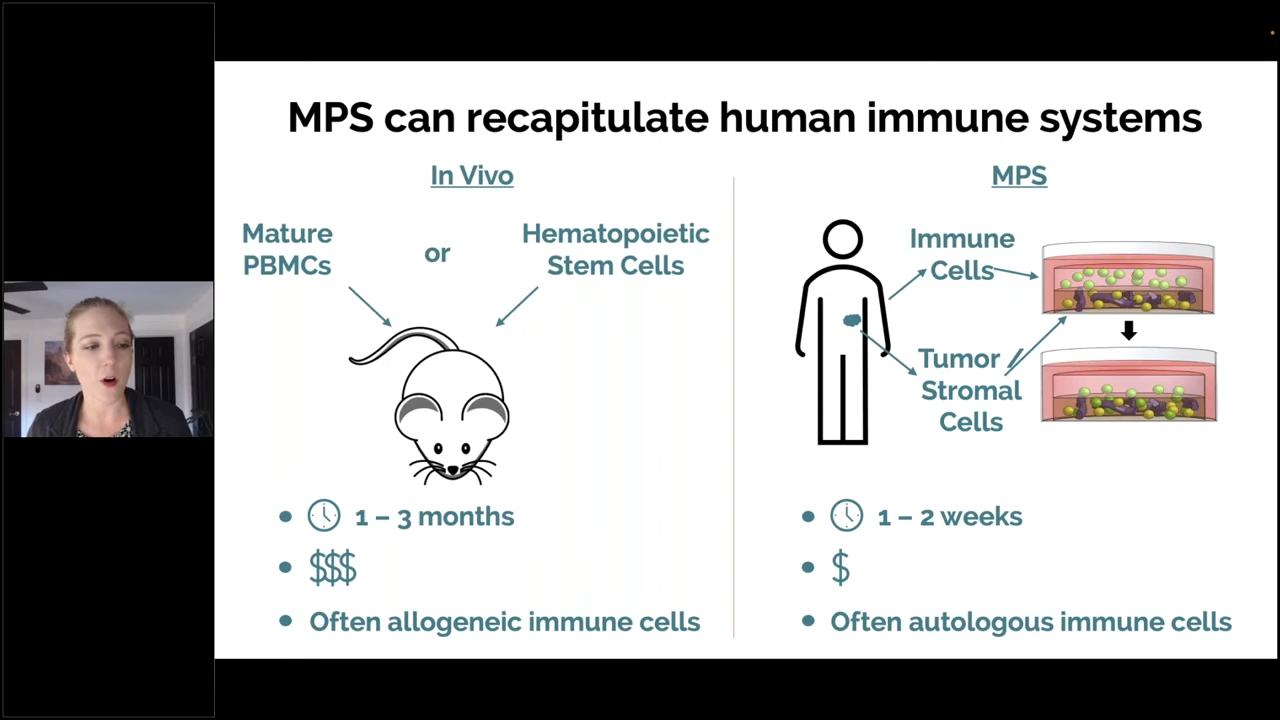 MPS can recapitulate human immune systems
In Vivo
Mature
PBMCs
or
Hematopoietic
Stem Cells
• 1 – 3 months
• $$$
• Often allogeneic immune cells
MPS
Immune
Cells
Tumor /
Stromal
Cells
• 1 – 2 weeks
• $
• Often autologous immune cells